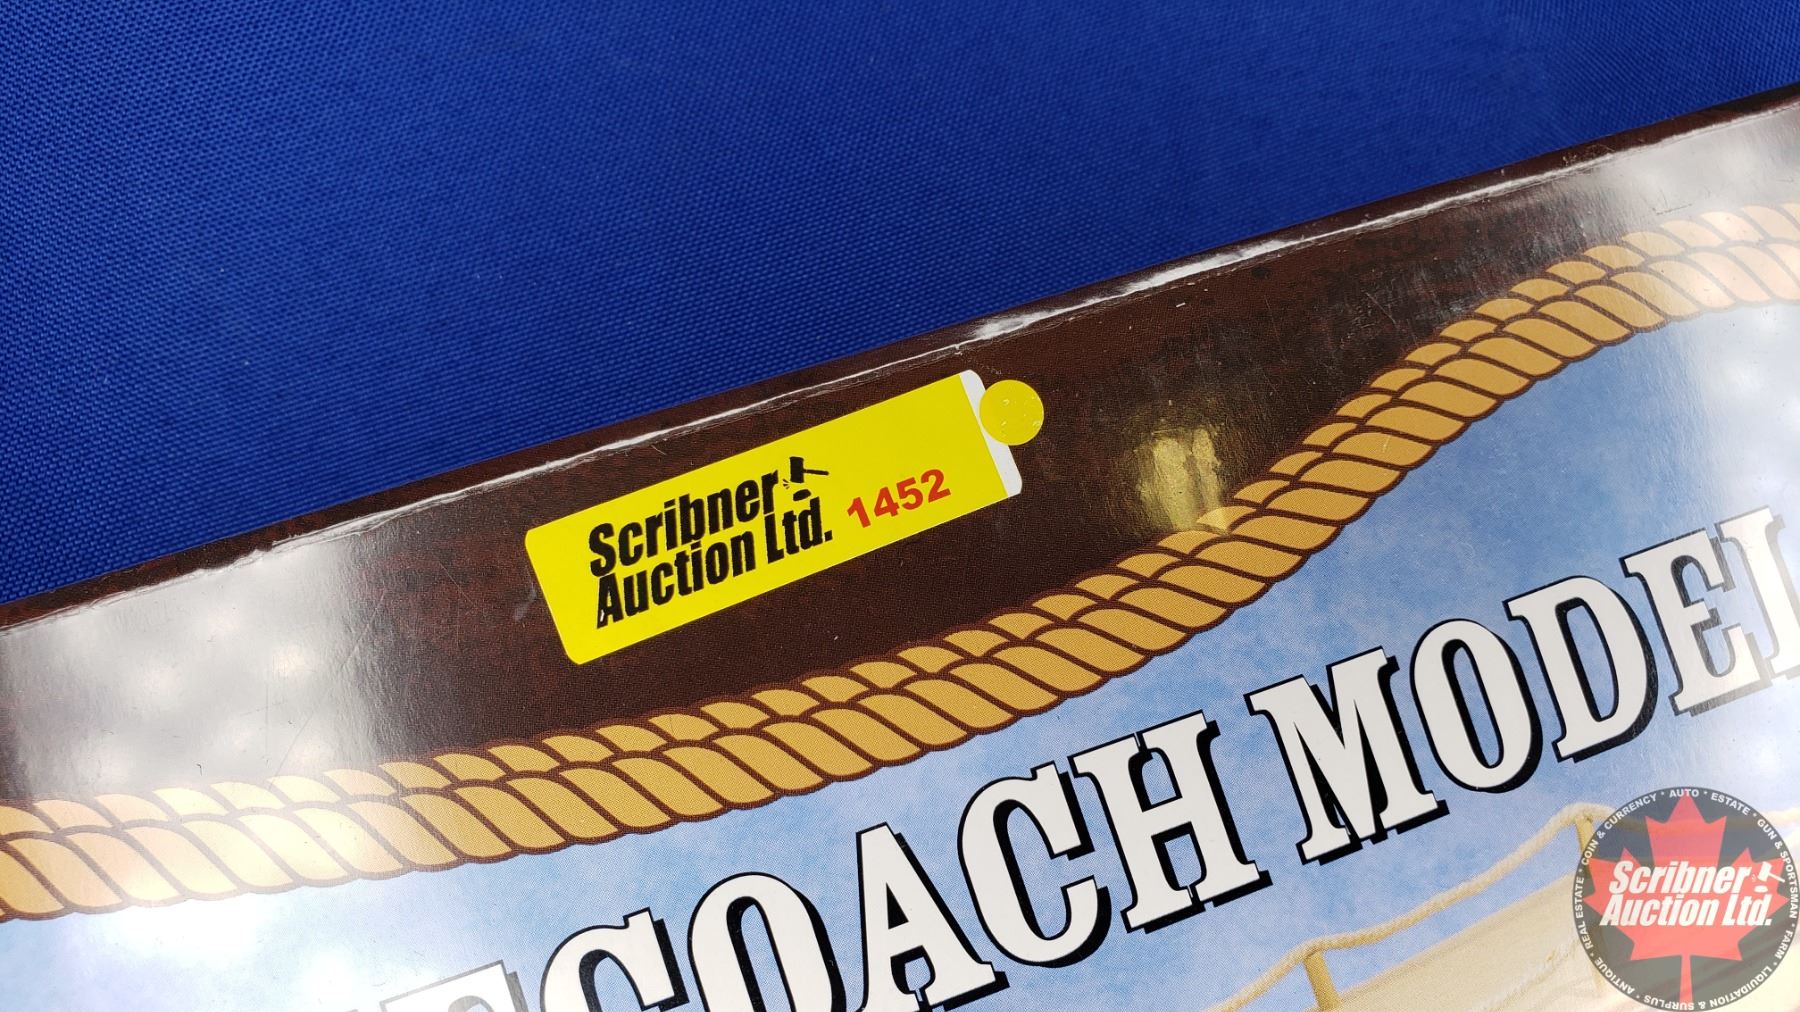 Scribner
Auction Ltd.
1452
COACH MODEL
Scribner
Auction Ltd.
ANTIQUE * REAL ESTATE * COIN & CURRENCY * AUTO * ESTATE * GUN & SPORTSMAN * FARM * LIQUIDATION & SURPLUS *